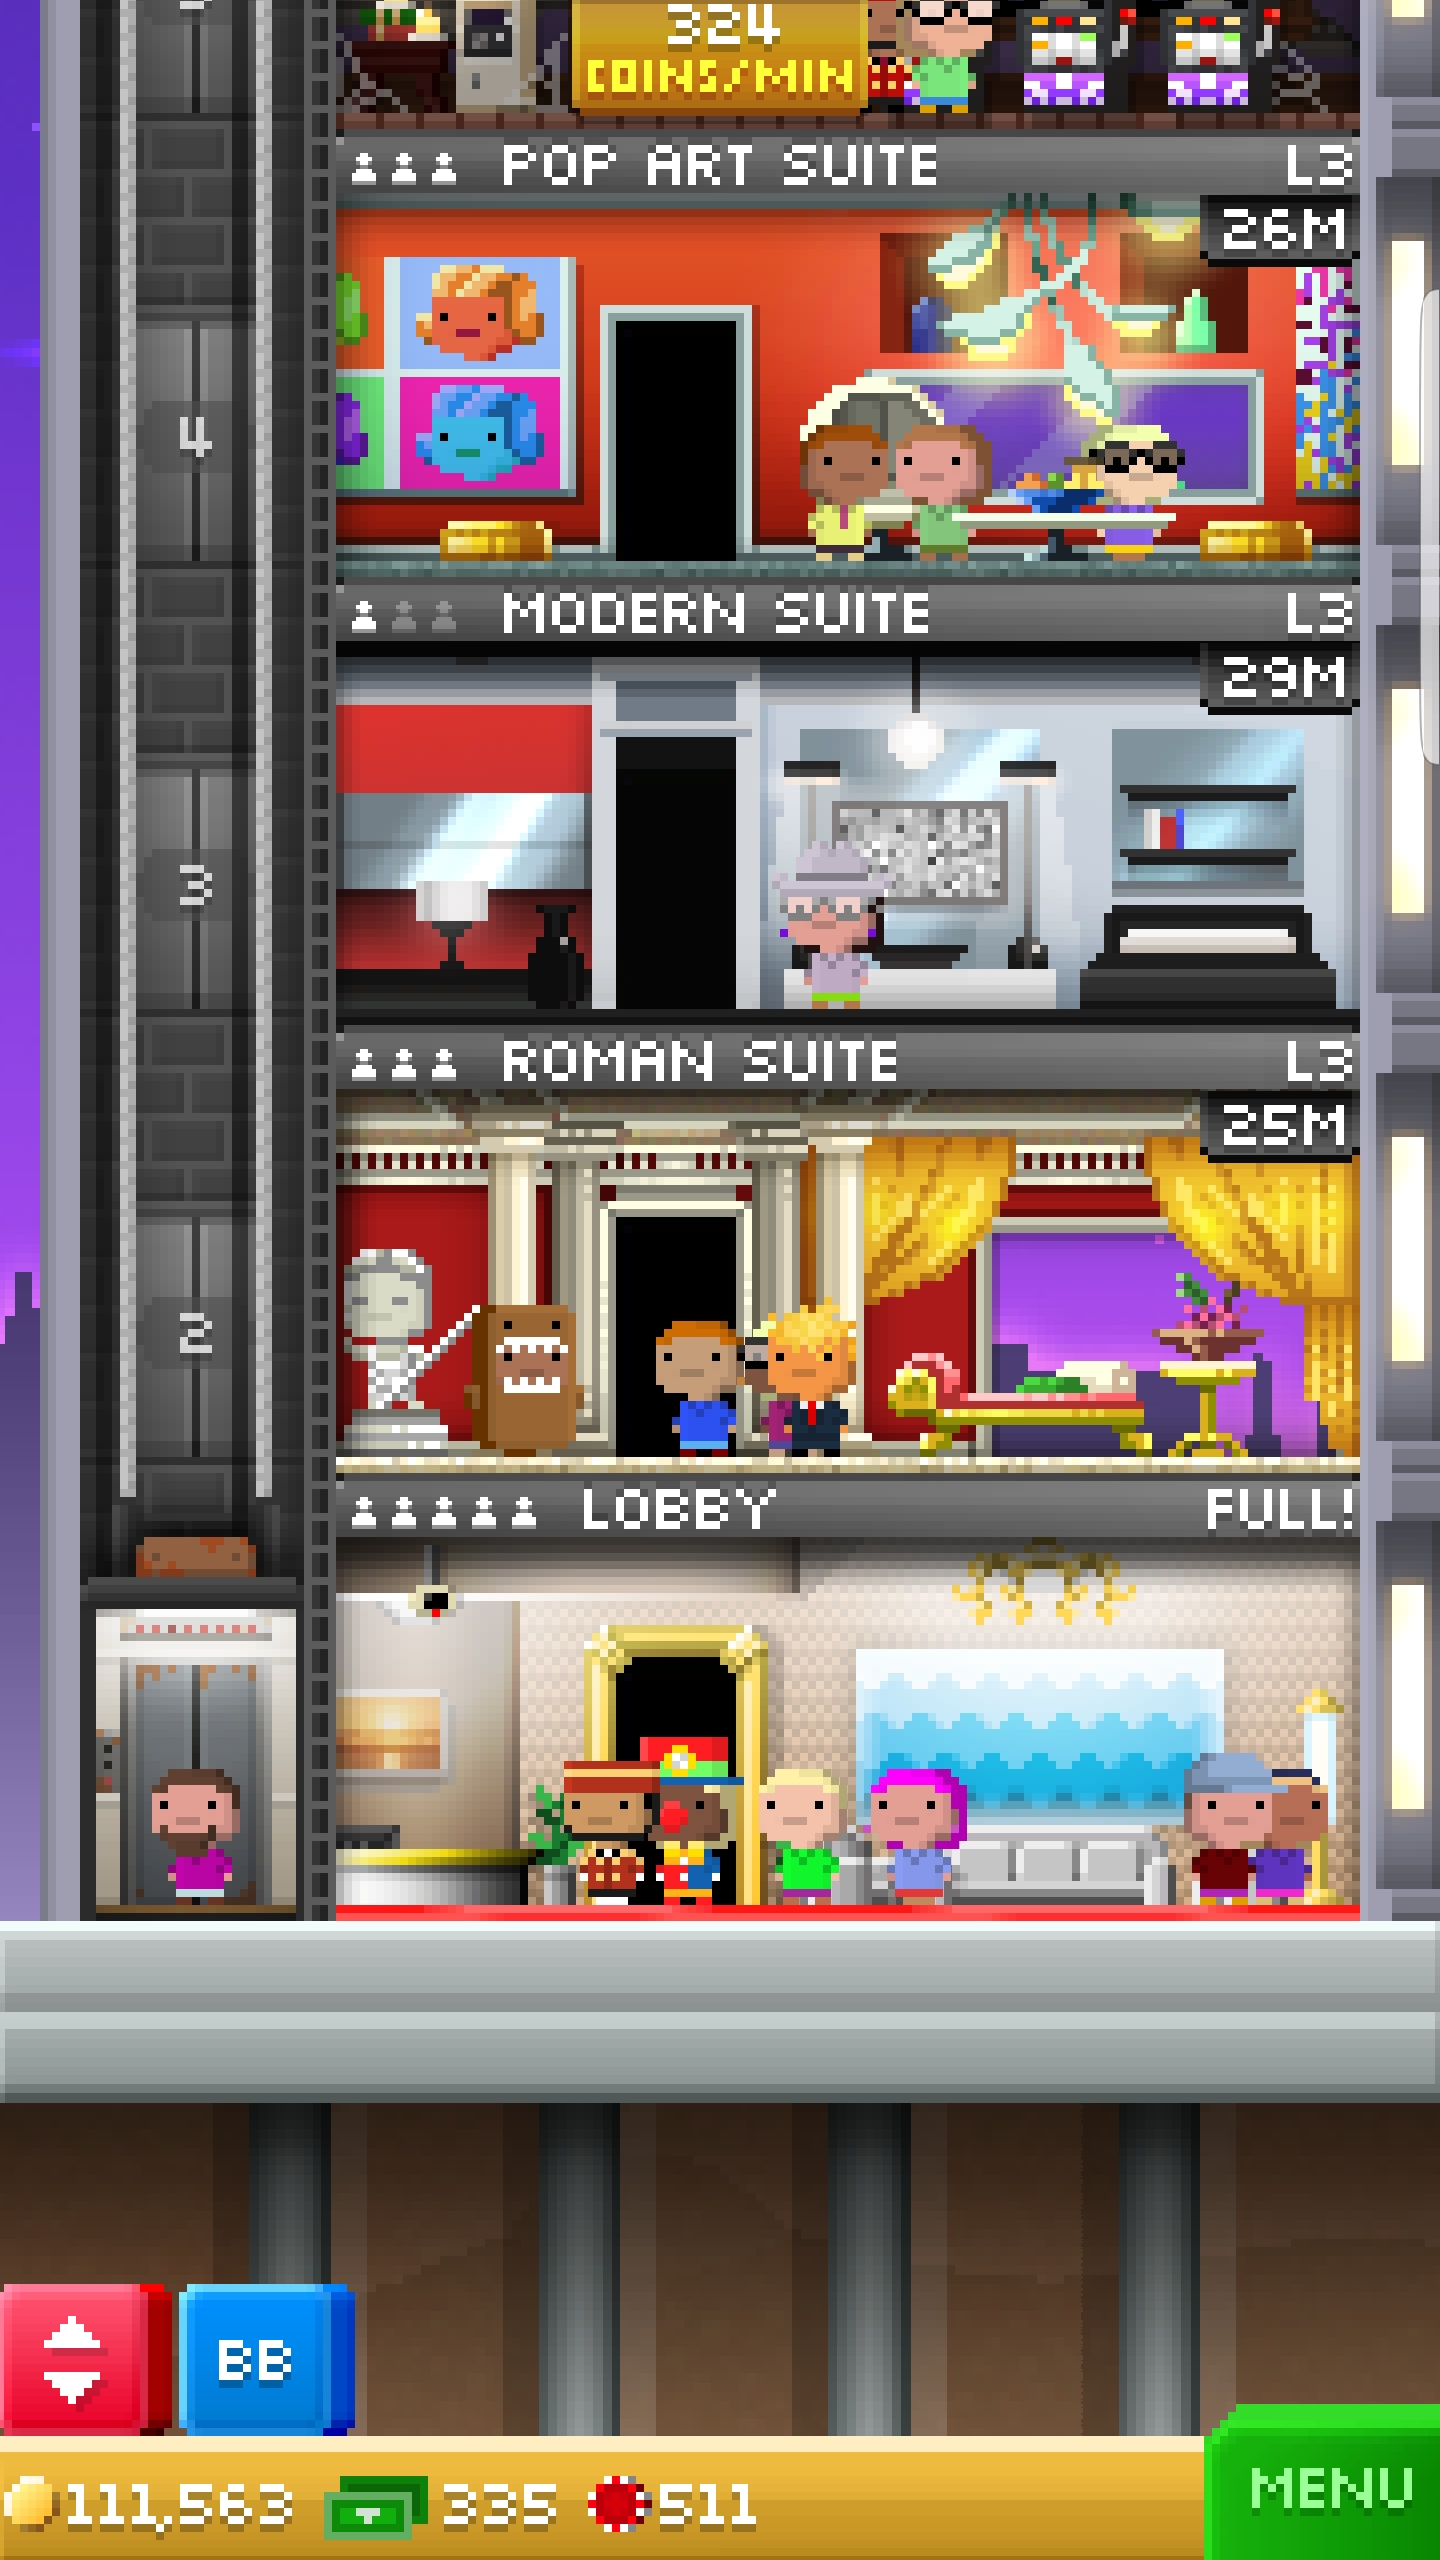 324
COINS/MIN
POP ART SUITE L3
26M
4
MODERN SUITE L3
29M
3
ROMAN SUITE L3
25M
2
LOBBY FULL!
BB
MENU
111,563 335 511